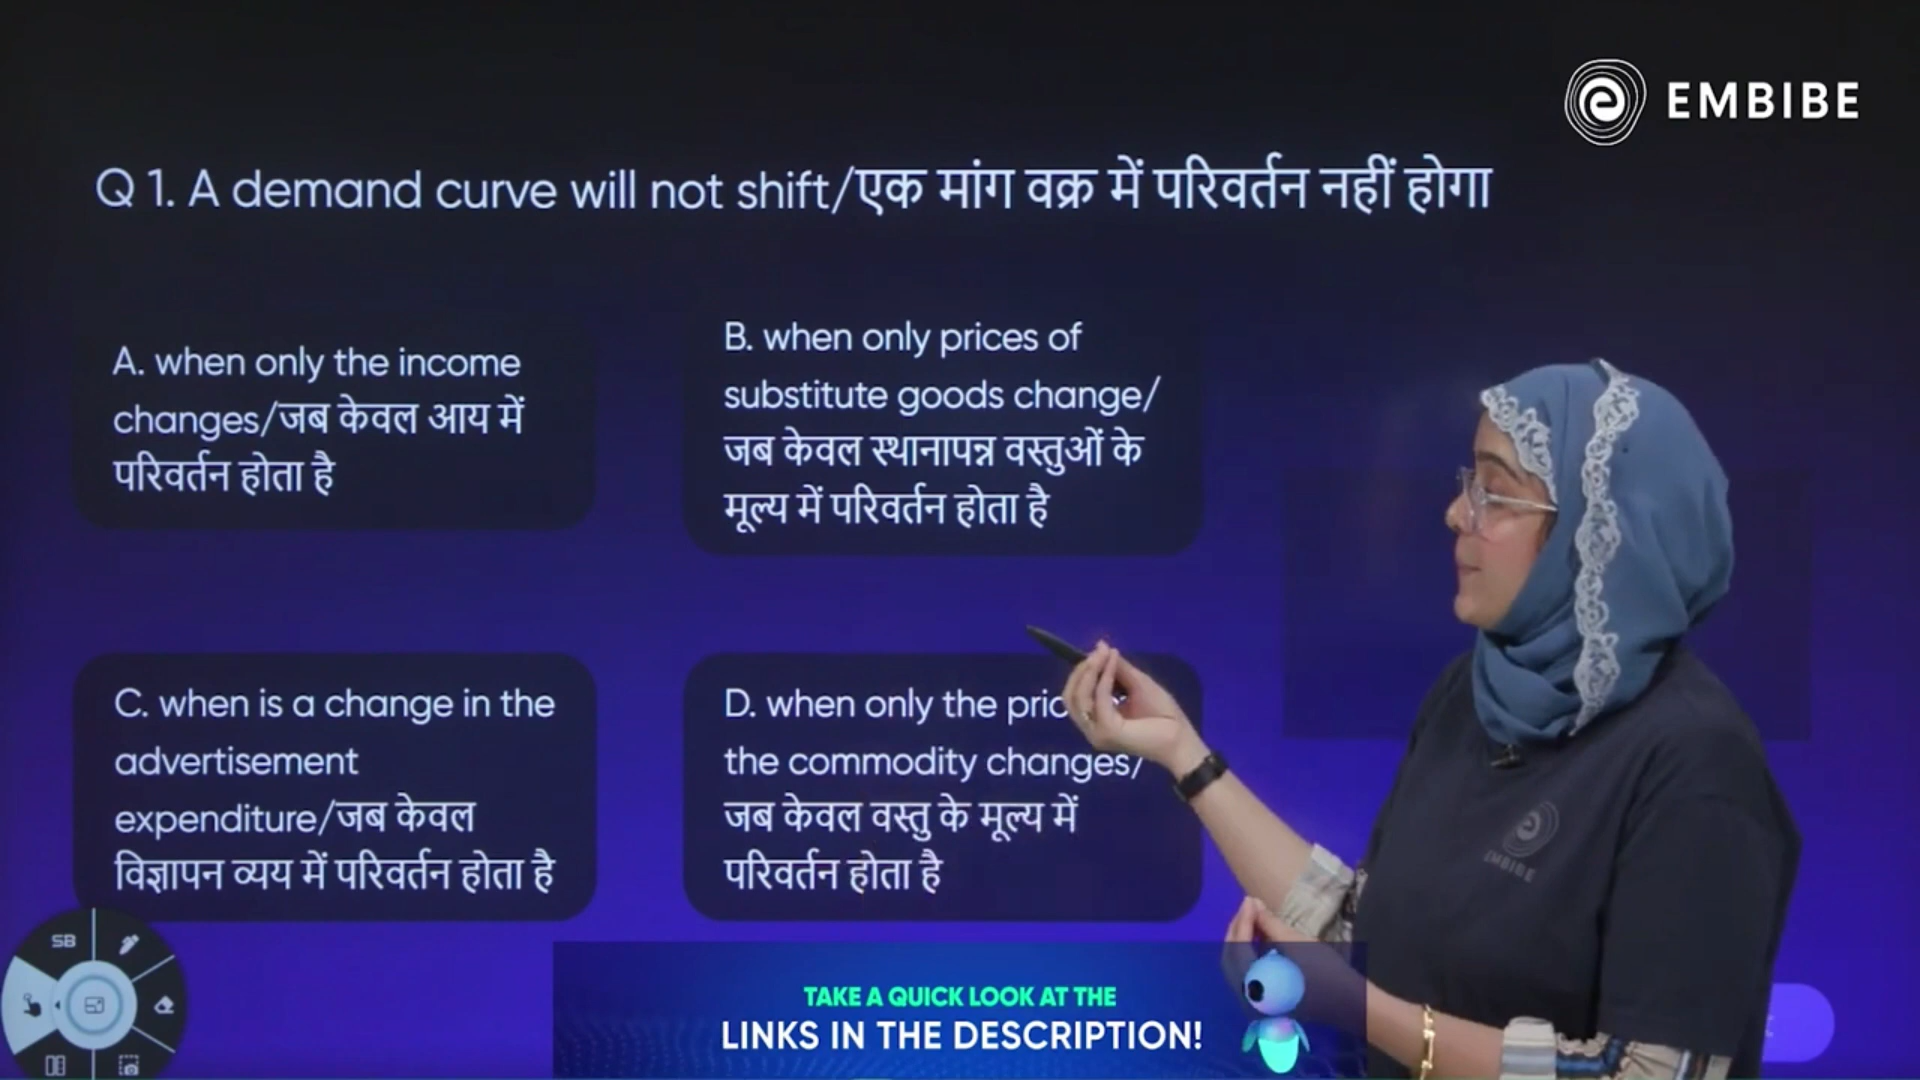 EMBIBE
Q 1. A demand curve will not shift/एक मांग वक्र में परिवर्तन नहीं होगा
A. when only the income
changes/जब केवल आय में
परिवर्तन होता है
B. when only prices of
substitute goods change/
जब केवल स्थानापन्न वस्तुओं के
मूल्य में परिवर्तन होता है
C. when is a change in the
advertisement
expenditure/जब केवल
विज्ञापन व्यय में परिवर्तन होता है
D. when only the
the commodity changes/
जब केवल वस्तु के मूल्य में
परिवर्तन होता है
EMBIBE
SB
TAKE A QUICK LOOK AT THE
LINKS IN THE DESCRIPTION!